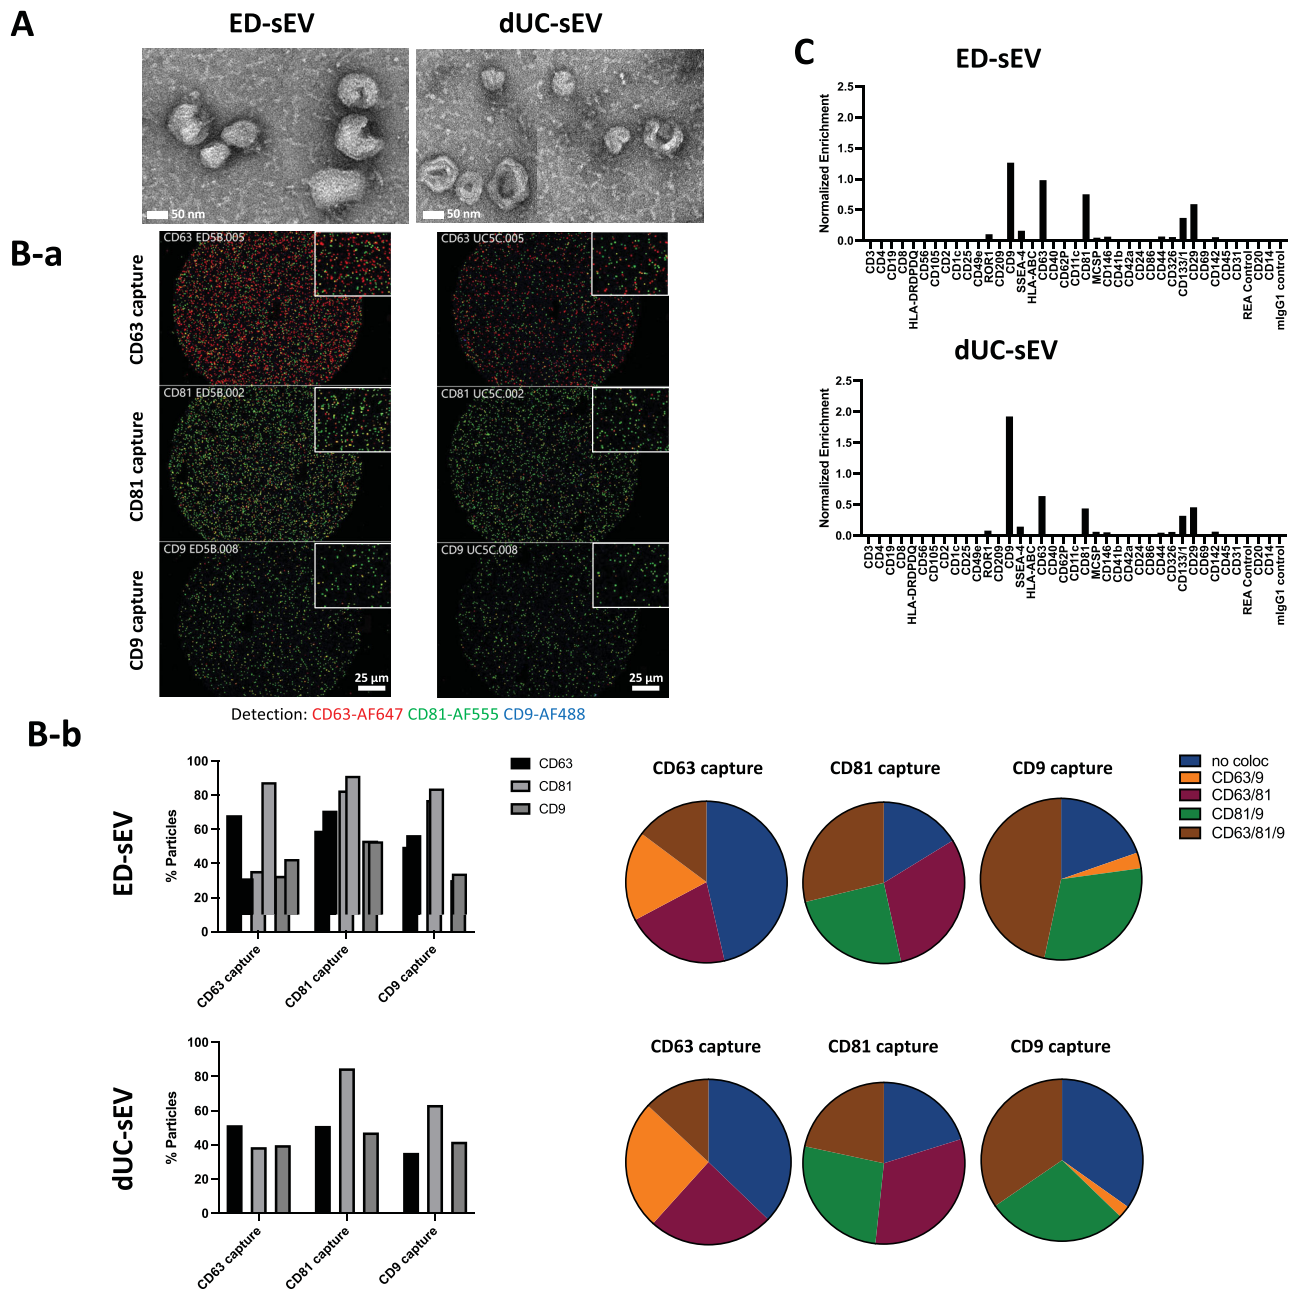 A
ED-sEV
dUC-sEV
50 nm
50 nm
B-a
CD63 capture
CD81 capture
CD9 capture
CD63 ED5B.005
CD63 UC5C.005
CD81 ED5B.002
CD81 UC5C.002
CD9 ED5B.008
CD9 UC5C.008
25 µm
25 µm
Detection: CD63-AF647 CD81-AF555 CD9-AF488
C
ED-sEV
Normalized Enrichment
2.5
2.0
1.5
1.0
0.5
0.0
CD3
CD4
CD19
CD8
HLA-DRDPDQ
CD56
CD105
CD2
CD1c
CD25
CD49e
ROR1
CD209
CD9
SSEA-4
HLA-ABC
CD63
CD40
CD62P
CD11c
CD81
MCSP
CD146
CD41b
CD42a
CD24
CD86
CD44
CD326
CD133/1
CD29
CD69
CD142
CD45
CD31
REA Control
CD20
CD14
mIgG1 control
dUC-sEV
Normalized Enrichment
2.5
2.0
1.5
1.0
0.5
0.0
CD3
CD4
CD19
CD8
HLA-DRDPDQ
CD56
CD105
CD2
CD1c
CD25
CD49e
ROR1
CD209
CD9
SSEA-4
HLA-ABC
CD63
CD40
CD62P
CD11c
CD81
MCSP
CD146
CD41b
CD42a
CD24
CD86
CD44
CD326
CD133/1
CD29
CD69
CD142
CD45
CD31
REA Control
CD20
CD14
mIgG1 control
B-b
ED-sEV
% Particles
100
80
60
40
20
0
CD63 capture
CD81 capture
CD9 capture
CD63
CD81
CD9
CD63 capture
CD81 capture
CD9 capture
no coloc
CD63/9
CD63/81
CD81/9
CD63/81/9
dUC-sEV
% Particles
100
80
60
40
20
0
CD63 capture
CD81 capture
CD9 capture
CD63 capture
CD81 capture
CD9 capture